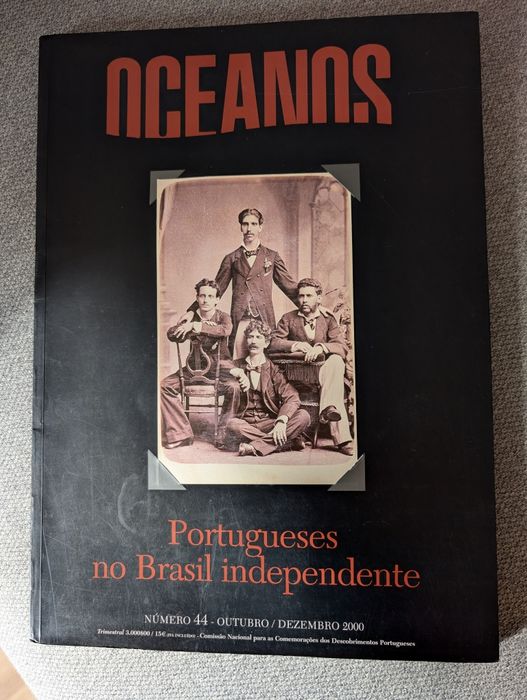 OCEANOS
Portugueses
no Brasil independente
NÚMERO 44 - OUTUBRO / DEZEMBRO 2000
Trimestral 3.000$00 / 15€ (IVA INCLUÍDO) - Comissão Nacional para as Comemorações dos Descobrimentos Portugueses